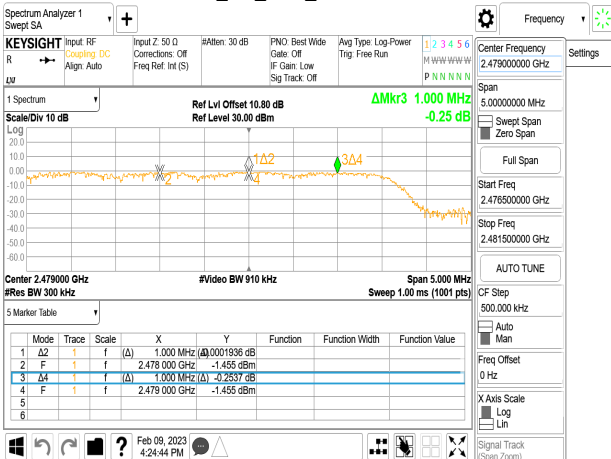 Spectrum Analyzer 1
Swept SA
Frequency
KEYSIGHT
R
Input: RF
Coupling: DC
Align: Auto
Input Z: 50 Ω
Corrections: Off
Freq Ref: Int (S)
#Atten: 30 dB
PNO: Best Wide
Gate: Off
IF Gain: Low
Sig Track: Off
Avg Type: Log-Power
Trig: Free Run
1 2 3 4 5 6
M W W W W W
P N N N N N
1 Spectrum
Scale/Div 10 dB
Ref Lvl Offset 10.80 dB
Ref Level 30.00 dBm
ΔMkr3 1.000 MHz
-0.25 dB
Log
20.0
10.0
0.00
-10.0
-20.0
-30.0
-40.0
-50.0
-60.0
1Δ2
3Δ4
2
4
Center 2.479000 GHz
#Res BW 300 kHz
#Video BW 910 kHz
Span 5.000 MHz
Sweep 1.00 ms (1001 pts)
5 Marker Table
Mode Trace Scale X Y Function Function Width Function Value
1 Δ2 1 f (Δ) 1.000 MHz (Δ) 0.0001936 dB
2 F 1 f 2.478 000 GHz -1.455 dBm
3 Δ4 1 f (Δ) 1.000 MHz (Δ) -0.2537 dB
4 F 1 f 2.479 000 GHz -1.455 dBm
5
6
Feb 09, 2023
4:24:44 PM
Center Frequency
2.479000000 GHz
Settings
Span
5.00000000 MHz
Swept Span
Zero Span
Full Span
Start Freq
2.476500000 GHz
Stop Freq
2.481500000 GHz
AUTO TUNE
CF Step
500.000 kHz
Auto
Man
Freq Offset
0 Hz
X Axis Scale
Log
Lin
Signal Track
(Span Zoom)